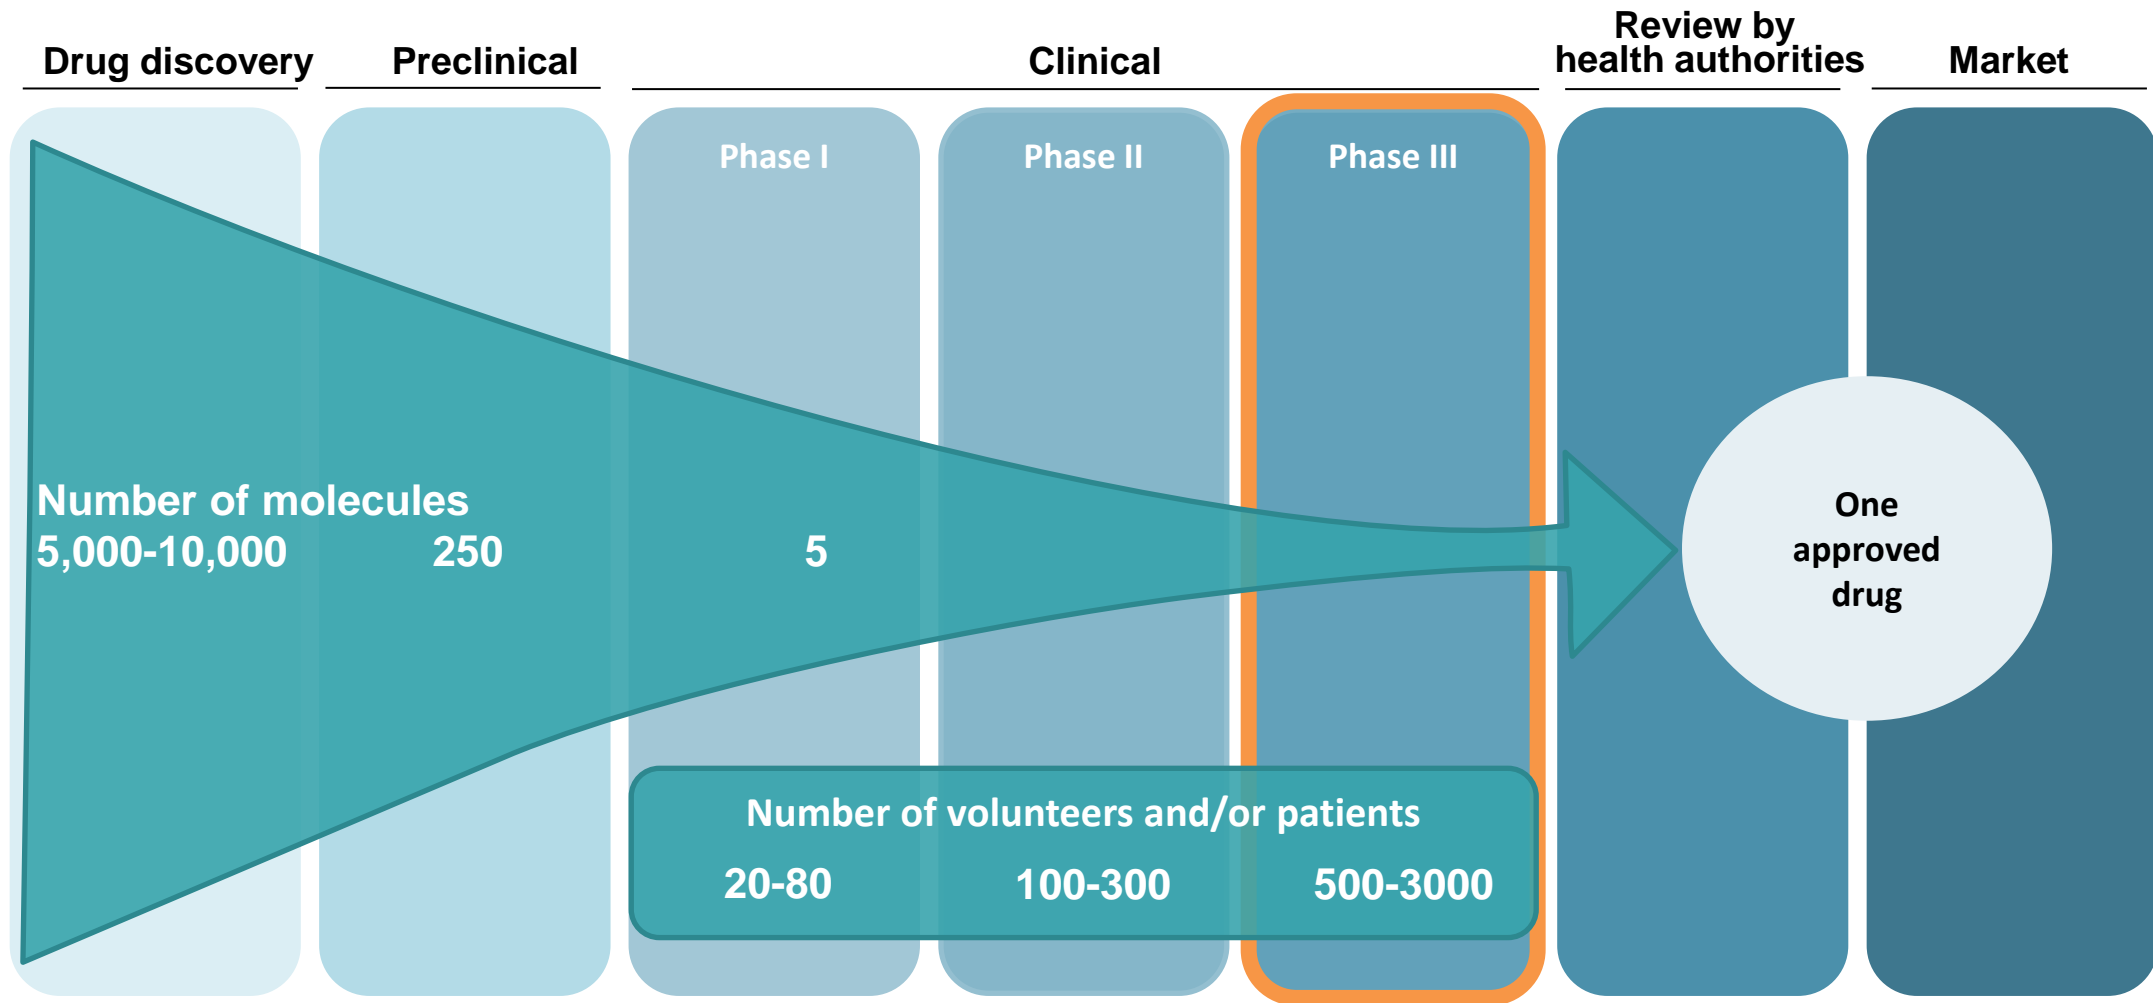 Drug discovery
Preclinical
Clinical
Review by
health authorities
Market
Phase I
Phase II
Phase III
Number of molecules
5,000-10,000
250
5
One
approved
drug
Number of volunteers and/or patients
20-80
100-300
500-3000